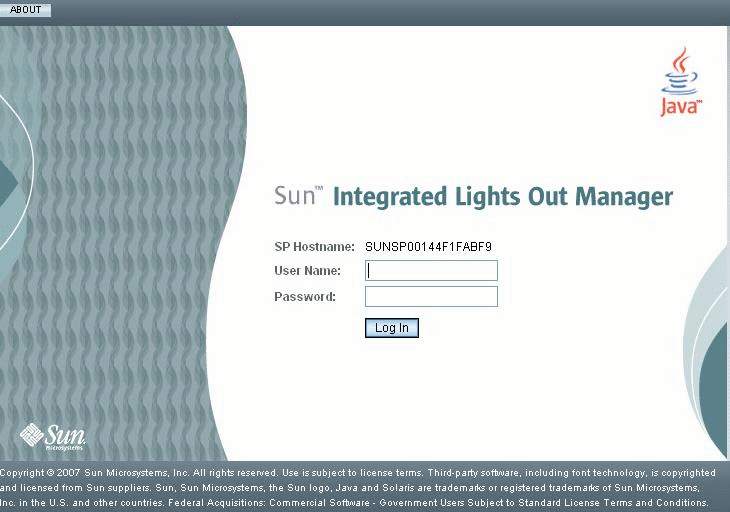 ABOUT
Java™
Sun™ Integrated Lights Out Manager
SP Hostname: SUNSP00144F1FABF9
User Name:
Password:
Log In
Sun
microsystems
Copyright © 2007 Sun Microsystems, Inc. All rights reserved. Use is subject to license terms. Third-party software, including font technology, is copyrighted
and licensed from Sun suppliers. Sun, Sun Microsystems, the Sun logo, Java and Solaris are trademarks or registered trademarks of Sun Microsystems,
Inc. in the U.S. and other countries. Federal Acquisitions: Commercial Software - Government Users Subject to Standard License Terms and Conditions.